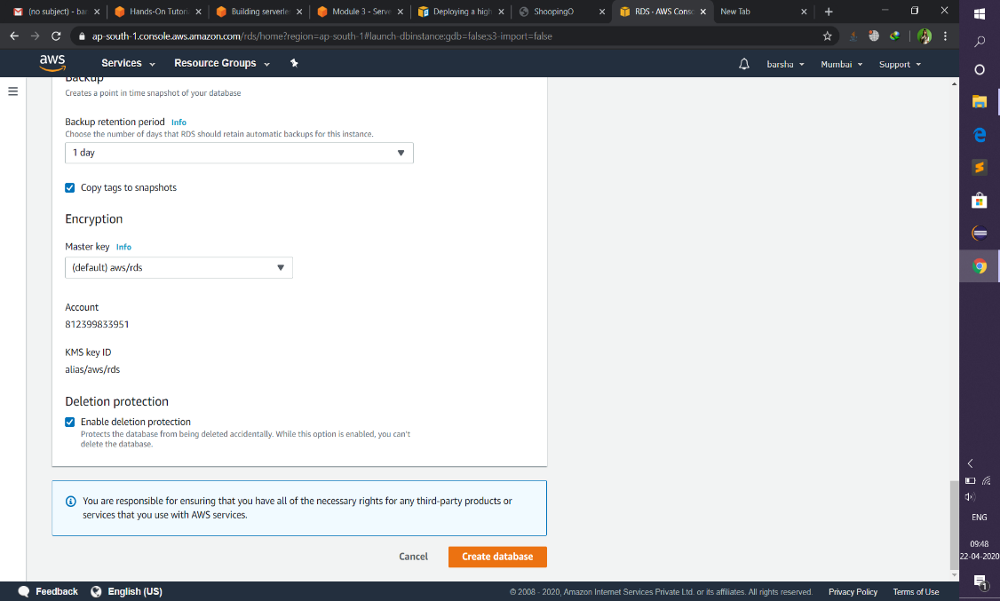 (no subject) - bar
Hands-On Tutoria
Building serverles
Module 3 - Serve
Deploying a high
ShoopingO
RDS · AWS Conso
New Tab
ap-south-1.console.aws.amazon.com/rds/home?region=ap-south-1#launch-dbinstance:gdb=false;s3-import=false
aws
Services
Resource Groups
barsha
Mumbai
Support
Backup
Creates a point in time snapshot of your database
Backup retention period Info
Choose the number of days that RDS should retain automatic backups for this instance.
1 day
Copy tags to snapshots
Encryption
Master key Info
(default) aws/rds
Account
812399833951
KMS key ID
alias/aws/rds
Deletion protection
Enable deletion protection
Protects the database from being deleted accidentally. While this option is enabled, you can't
delete the database.
You are responsible for ensuring that you have all of the necessary rights for any third-party products or
services that you use with AWS services.
Cancel
Create database
Feedback
English (US)
© 2008 - 2020, Amazon Internet Services Private Ltd. or its affiliates. All rights reserved.
Privacy Policy
Terms of Use
ENG
09:48
22-04-2020
1